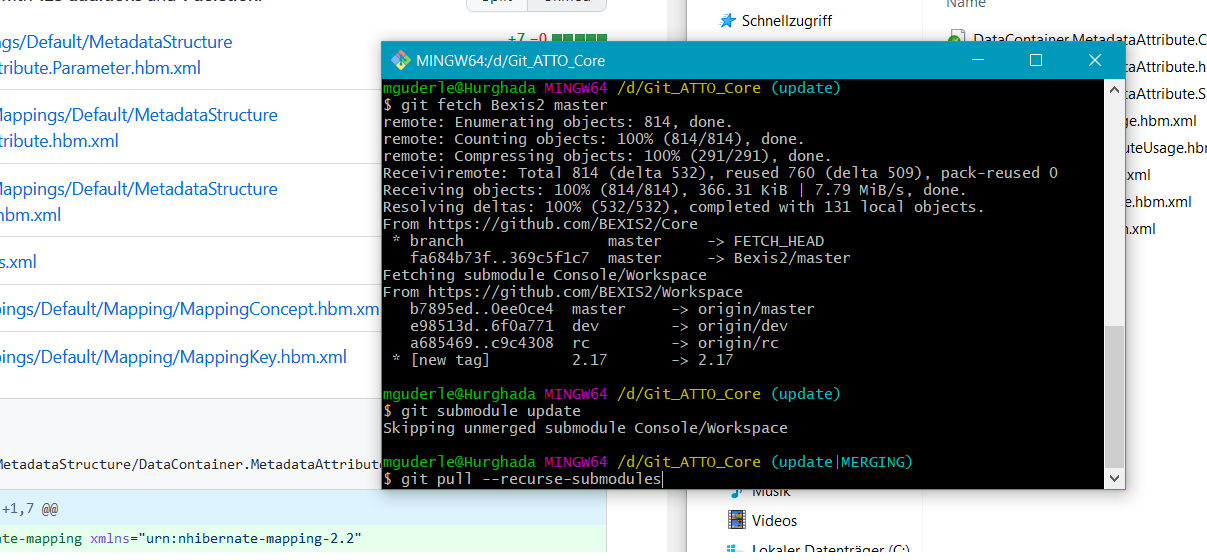 ngs/Default/MetadataStructure
ribute.Parameter.hbm.xml
Mappings/Default/MetadataStructure
tribute.hbm.xml
Mappings/Default/MetadataStructure
hbm.xml
s.xml
ings/Default/Mapping/MappingConcept.hbm.xm
ings/Default/Mapping/MappingKey.hbm.xml
MetadataStructure/DataContainer.MetadataAttribut
+1,7 @@
ate-mapping xmlns="urn:nhibernate-mapping-2.2"
+7 −0
MINGW64:/d/Git_ATTO_Core
mguderle@Hurghada MINGW64 /d/Git_ATTO_Core (update)
$ git fetch Bexis2 master
remote: Enumerating objects: 814, done.
remote: Counting objects: 100% (814/814), done.
remote: Compressing objects: 100% (291/291), done.
Receiviremote: Total 814 (delta 532), reused 760 (delta 509), pack-reused 0
Receiving objects: 100% (814/814), 366.31 KiB | 7.79 MiB/s, done.
Resolving deltas: 100% (532/532), completed with 131 local objects.
From https://github.com/BEXIS2/Core
* branch master -> FETCH_HEAD
fa684b73f..369c5f1c7 master -> Bexis2/master
Fetching submodule Console/Workspace
From https://github.com/BEXIS2/Workspace
b7895ed..0ee0ce4 master -> origin/master
e98513d..6f0a771 dev -> origin/dev
a685469..c9c4308 rc -> origin/rc
* [new tag] 2.17 -> 2.17
mguderle@Hurghada MINGW64 /d/Git_ATTO_Core (update)
$ git submodule update
Skipping unmerged submodule Console/Workspace
mguderle@Hurghada MINGW64 /d/Git_ATTO_Core (update|MERGING)
$ git pull --recurse-submodules
Schnellzugriff
Musik
Videos
Lokaler Datenträger (C:)
Name
DataContainer.MetadataAttribute.C
taAttribute.h
taAttribute.S
ge.hbm.xml
uteUsage.hbm
xml
e.hbm.xml
m.xml